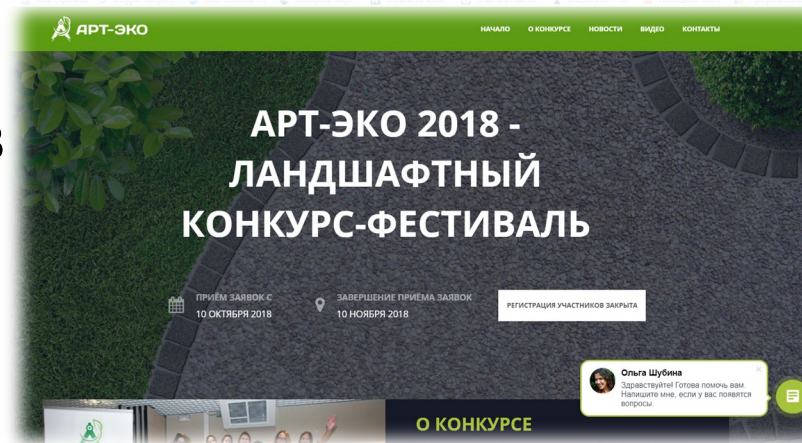 АРТ-ЭКО
НАЧАЛО О КОНКУРСЕ НОВОСТИ ВИДЕО КОНТАКТЫ
АРТ-ЭКО 2018 -
ЛАНДШАФТНЫЙ
КОНКУРС-ФЕСТИВАЛЬ
ПРИЁМ ЗАЯВОК С
10 ОКТЯБРЯ 2018
ЗАВЕРШЕНИЕ ПРИЁМА ЗАЯВОК
10 НОЯБРЯ 2018
РЕГИСТРАЦИЯ УЧАСТНИКОВ ЗАКРЫТА
Ольга Шубина
Здравствуйте! Готова помочь вам.
Напишите мне, если у вас появятся
вопросы.
О КОНКУРСЕ